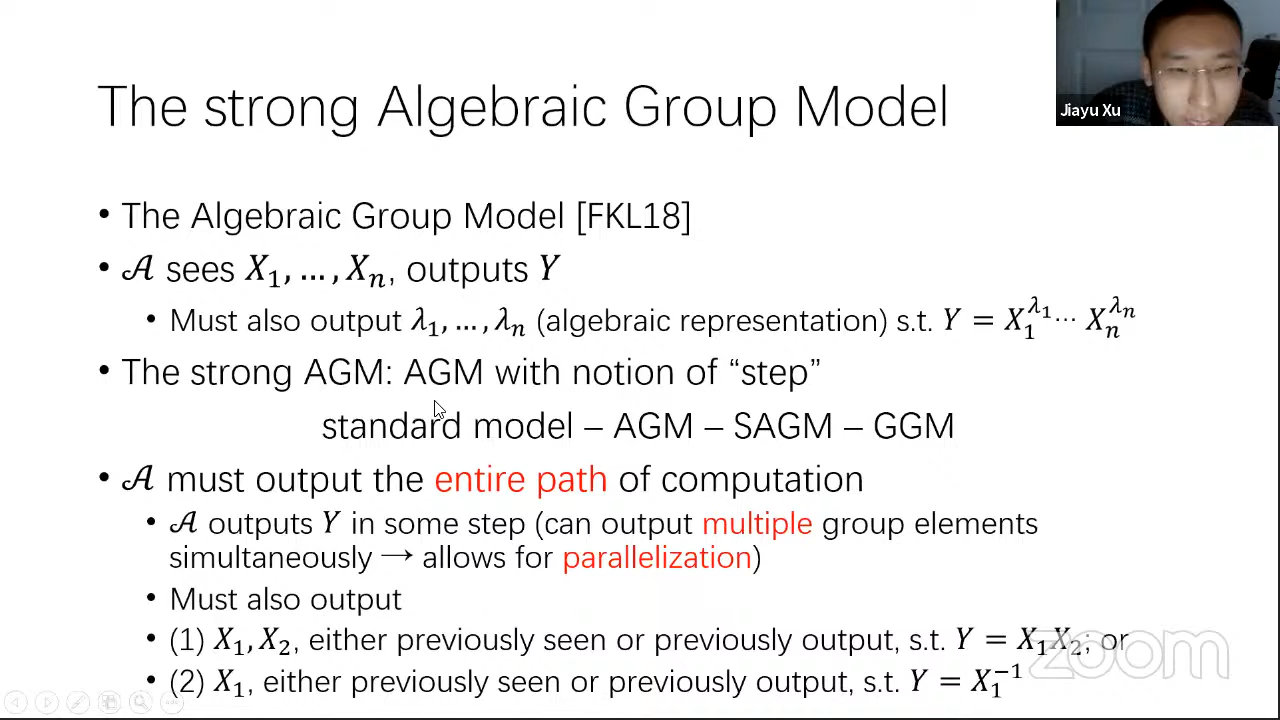 Jiayu Xu
The strong Algebraic Group Model
• The Algebraic Group Model [FKL18]
• 𝒜 sees X₁, … , Xₙ, outputs Y
• Must also output λ₁, … , λₙ (algebraic representation) s.t. Y = X₁^λ₁ ⋯ Xₙ^λₙ
• The strong AGM: AGM with notion of “step”
standard model – AGM – SAGM – GGM
• 𝒜 must output the entire path of computation
• 𝒜 outputs Y in some step (can output multiple group elements
simultaneously → allows for parallelization)
• Must also output
• (1) X₁, X₂, either previously seen or previously output, s.t. Y = X₁X₂; or
• (2) X₁, either previously seen or previously output, s.t. Y = X₁⁻¹
zoom